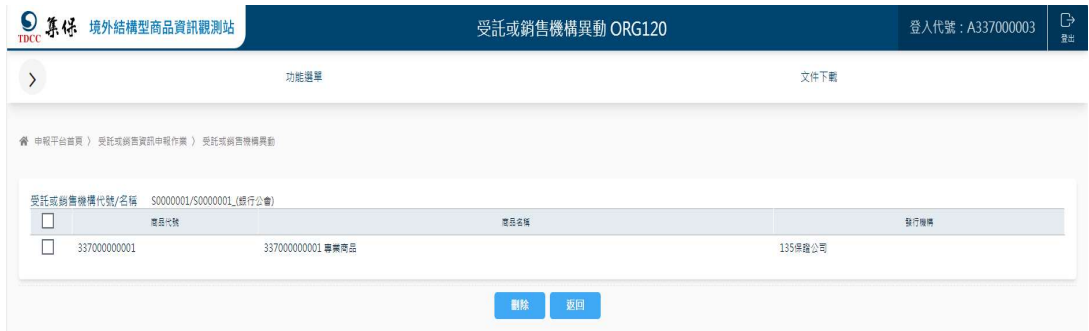 TDCC 集保 境外結構型商品資訊觀測站 受託或銷售機構異動 ORG120 登入代號：A337000003 登出
功能選單 文件下載
申報平台首頁 〉 受託或銷售資訊申報作業 〉 受託或銷售機構異動
受託或銷售機構代號/名稱 S0000001/S0000001_(銀行公會)
商品代號 商品名稱 發行機構
337000000001 337000000001 專業商品 135保證公司
刪除 返回